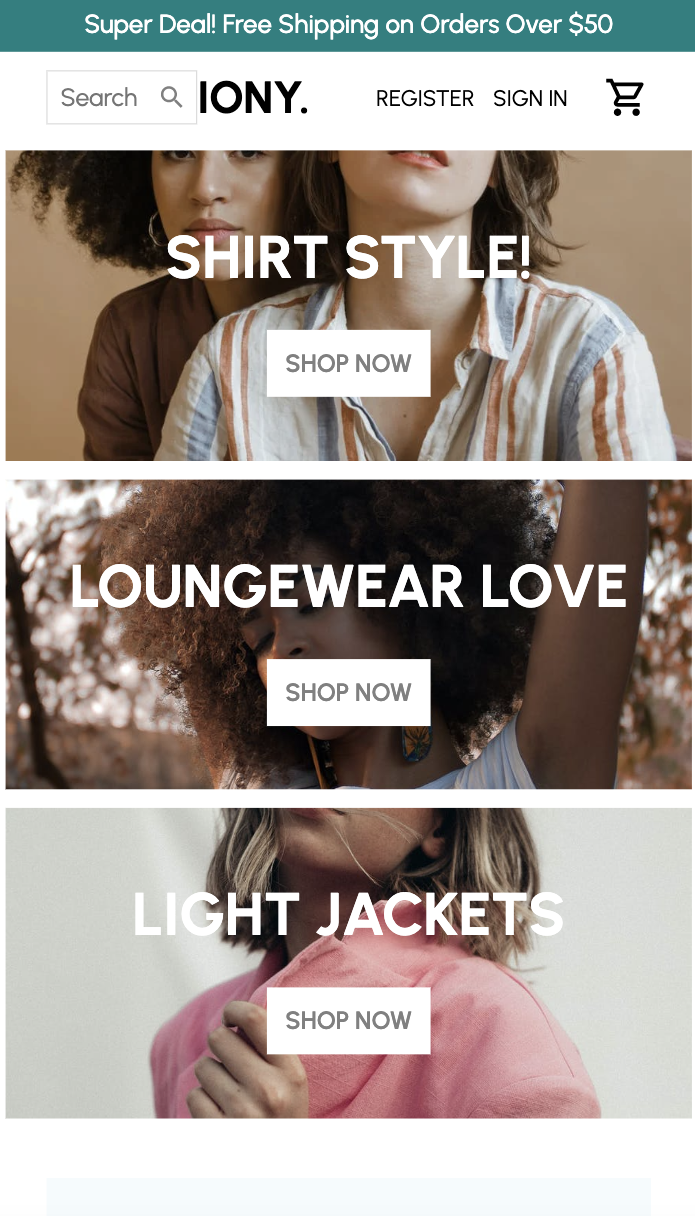 Super Deal! Free Shipping on Orders Over $50
Search IONY. REGISTER SIGN IN
SHIRT STYLE!
SHOP NOW
LOUNGEWEAR LOVE
SHOP NOW
LIGHT JACKETS
SHOP NOW